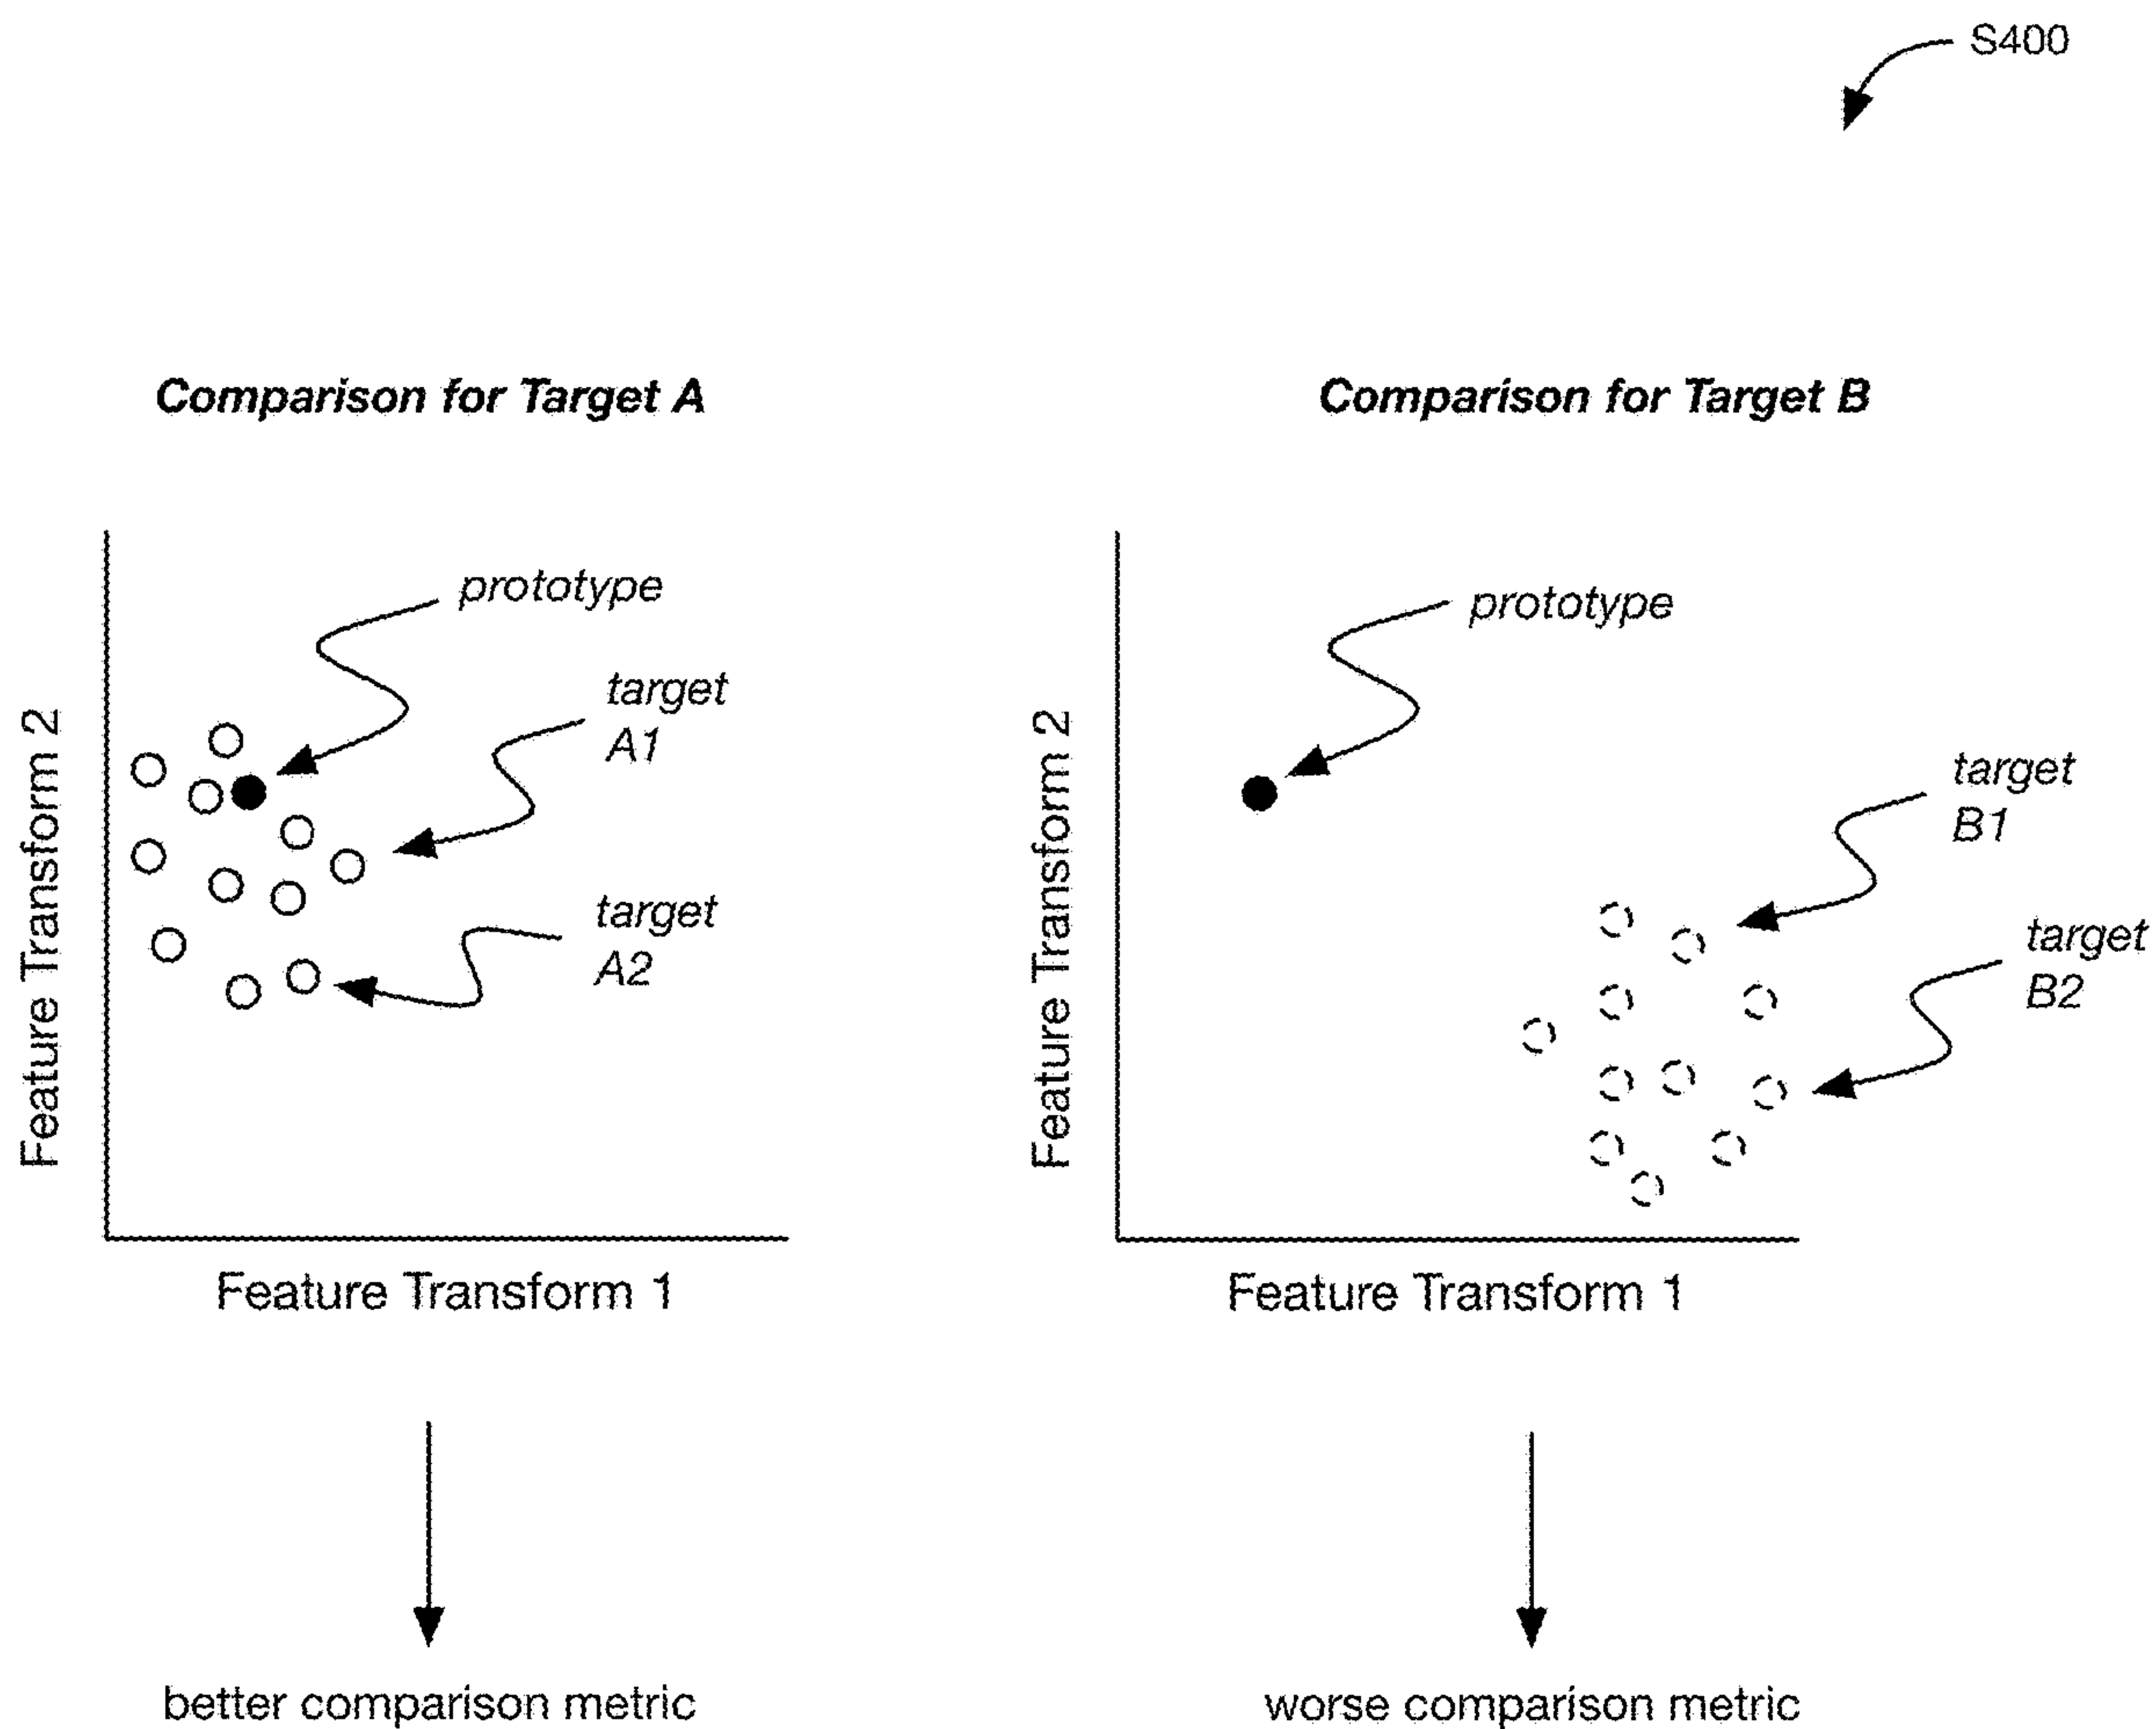 S400
Comparison for Target A
Comparison for Target B
Feature Transform 2
prototype
target
A1
target
A2
Feature Transform 1
better comparison metric
Feature Transform 2
prototype
target
B1
target
B2
Feature Transform 1
worse comparison metric